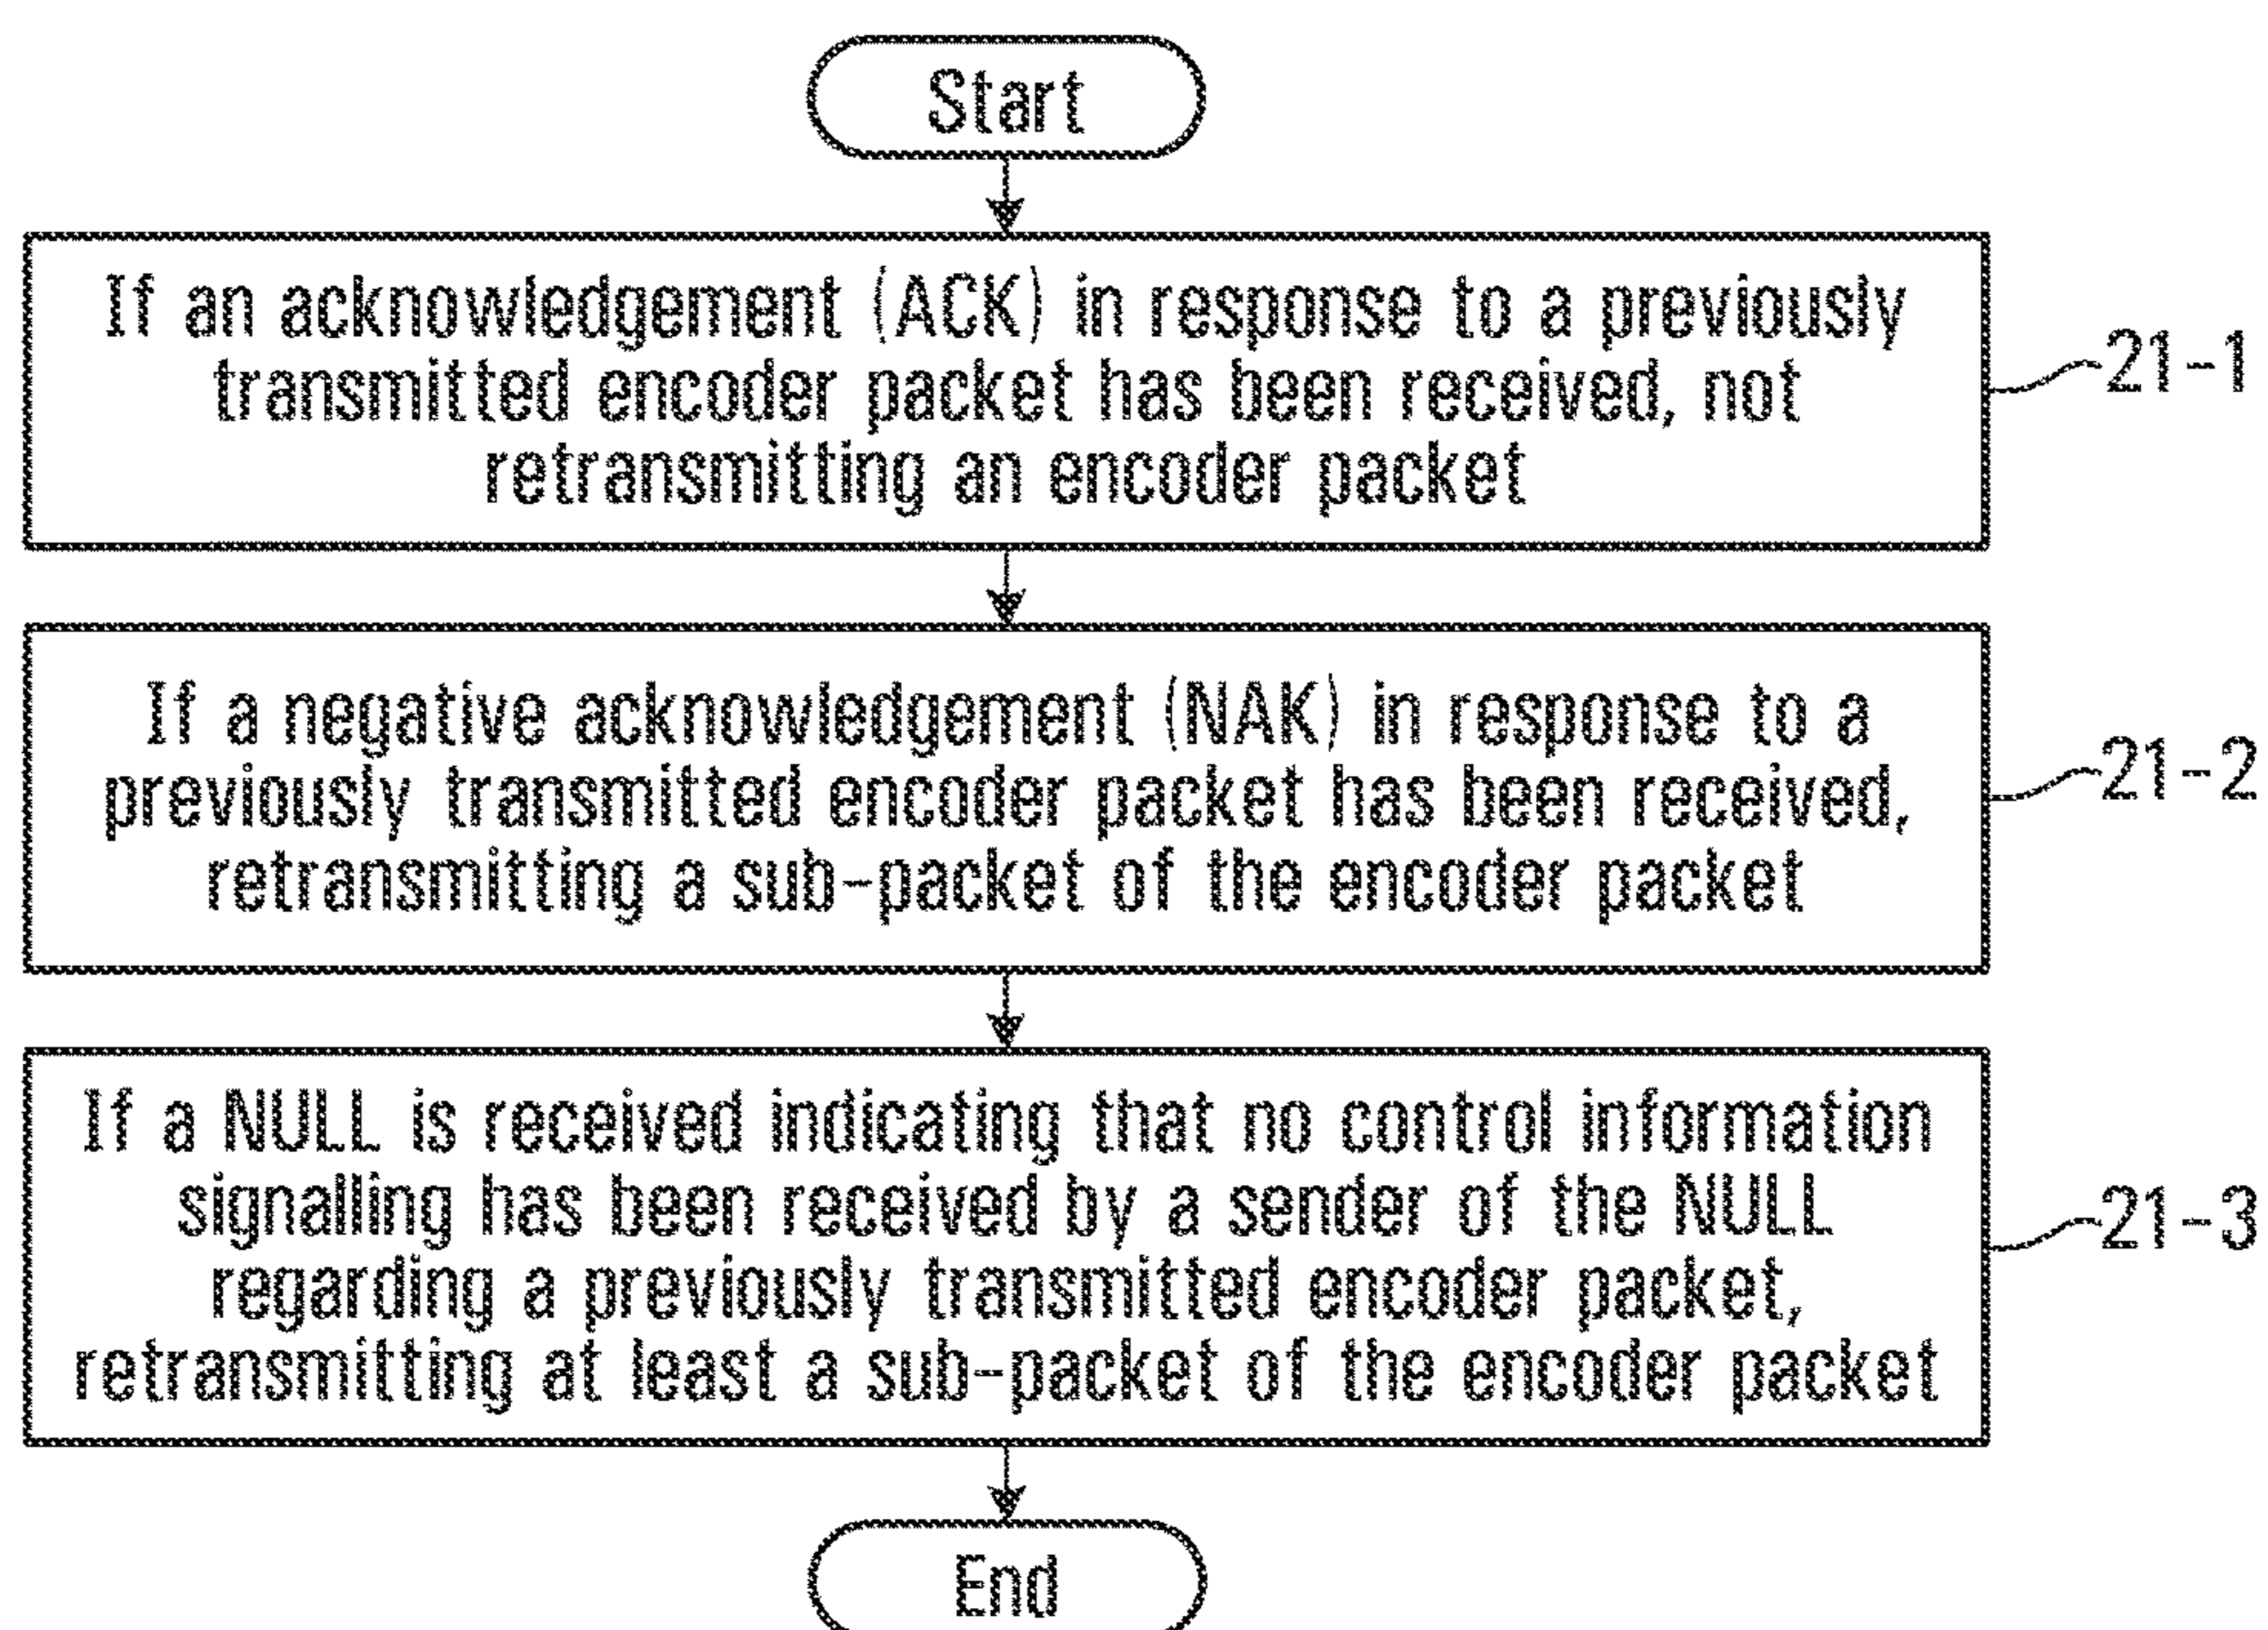 Start
If an acknowledgement (ACK) in response to a previously
transmitted encoder packet has been received, not
retransmitting an encoder packet
21-1
If a negative acknowledgement (NAK) in response to a
previously transmitted encoder packet has been received,
retransmitting a sub-packet of the encoder packet
21-2
If a NULL is received indicating that no control information
signalling has been received by a sender of the NULL
regarding a previously transmitted encoder packet,
retransmitting at least a sub-packet of the encoder packet
21-3
End